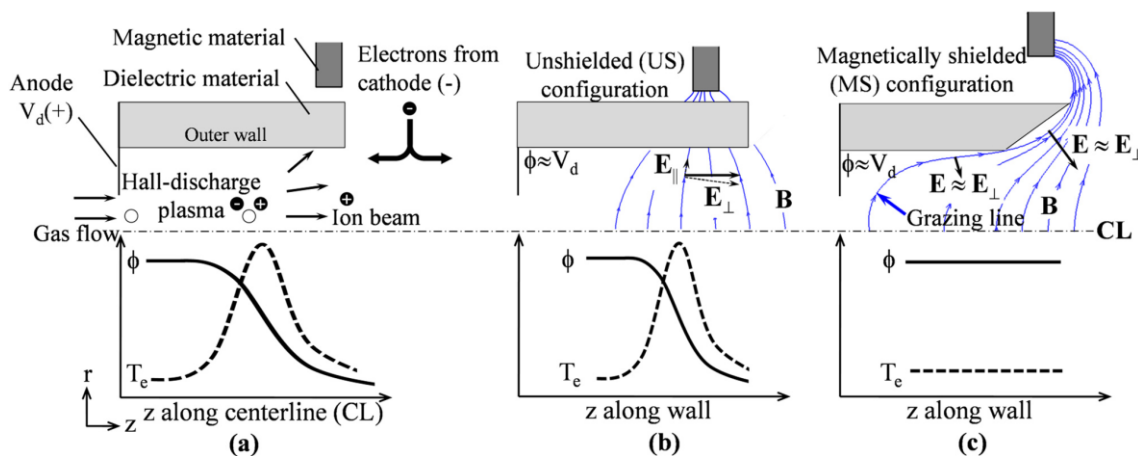 Magnetic material
Dielectric material
Anode
V_d(+)
Outer wall
Electrons from
cathode (-)
Hall-discharge
plasma
Ion beam
Gas flow
ϕ
T_e
r
z
z along centerline (CL)
(a)
Unshielded (US)
configuration
ϕ≈V_d
E_||
E_⊥
B
ϕ
T_e
z along wall
(b)
Magnetically shielded
(MS) configuration
ϕ≈V_d
E ≈ E_⊥
E ≈ E_⊥
B
Grazing line
CL
ϕ
T_e
z along wall
(c)